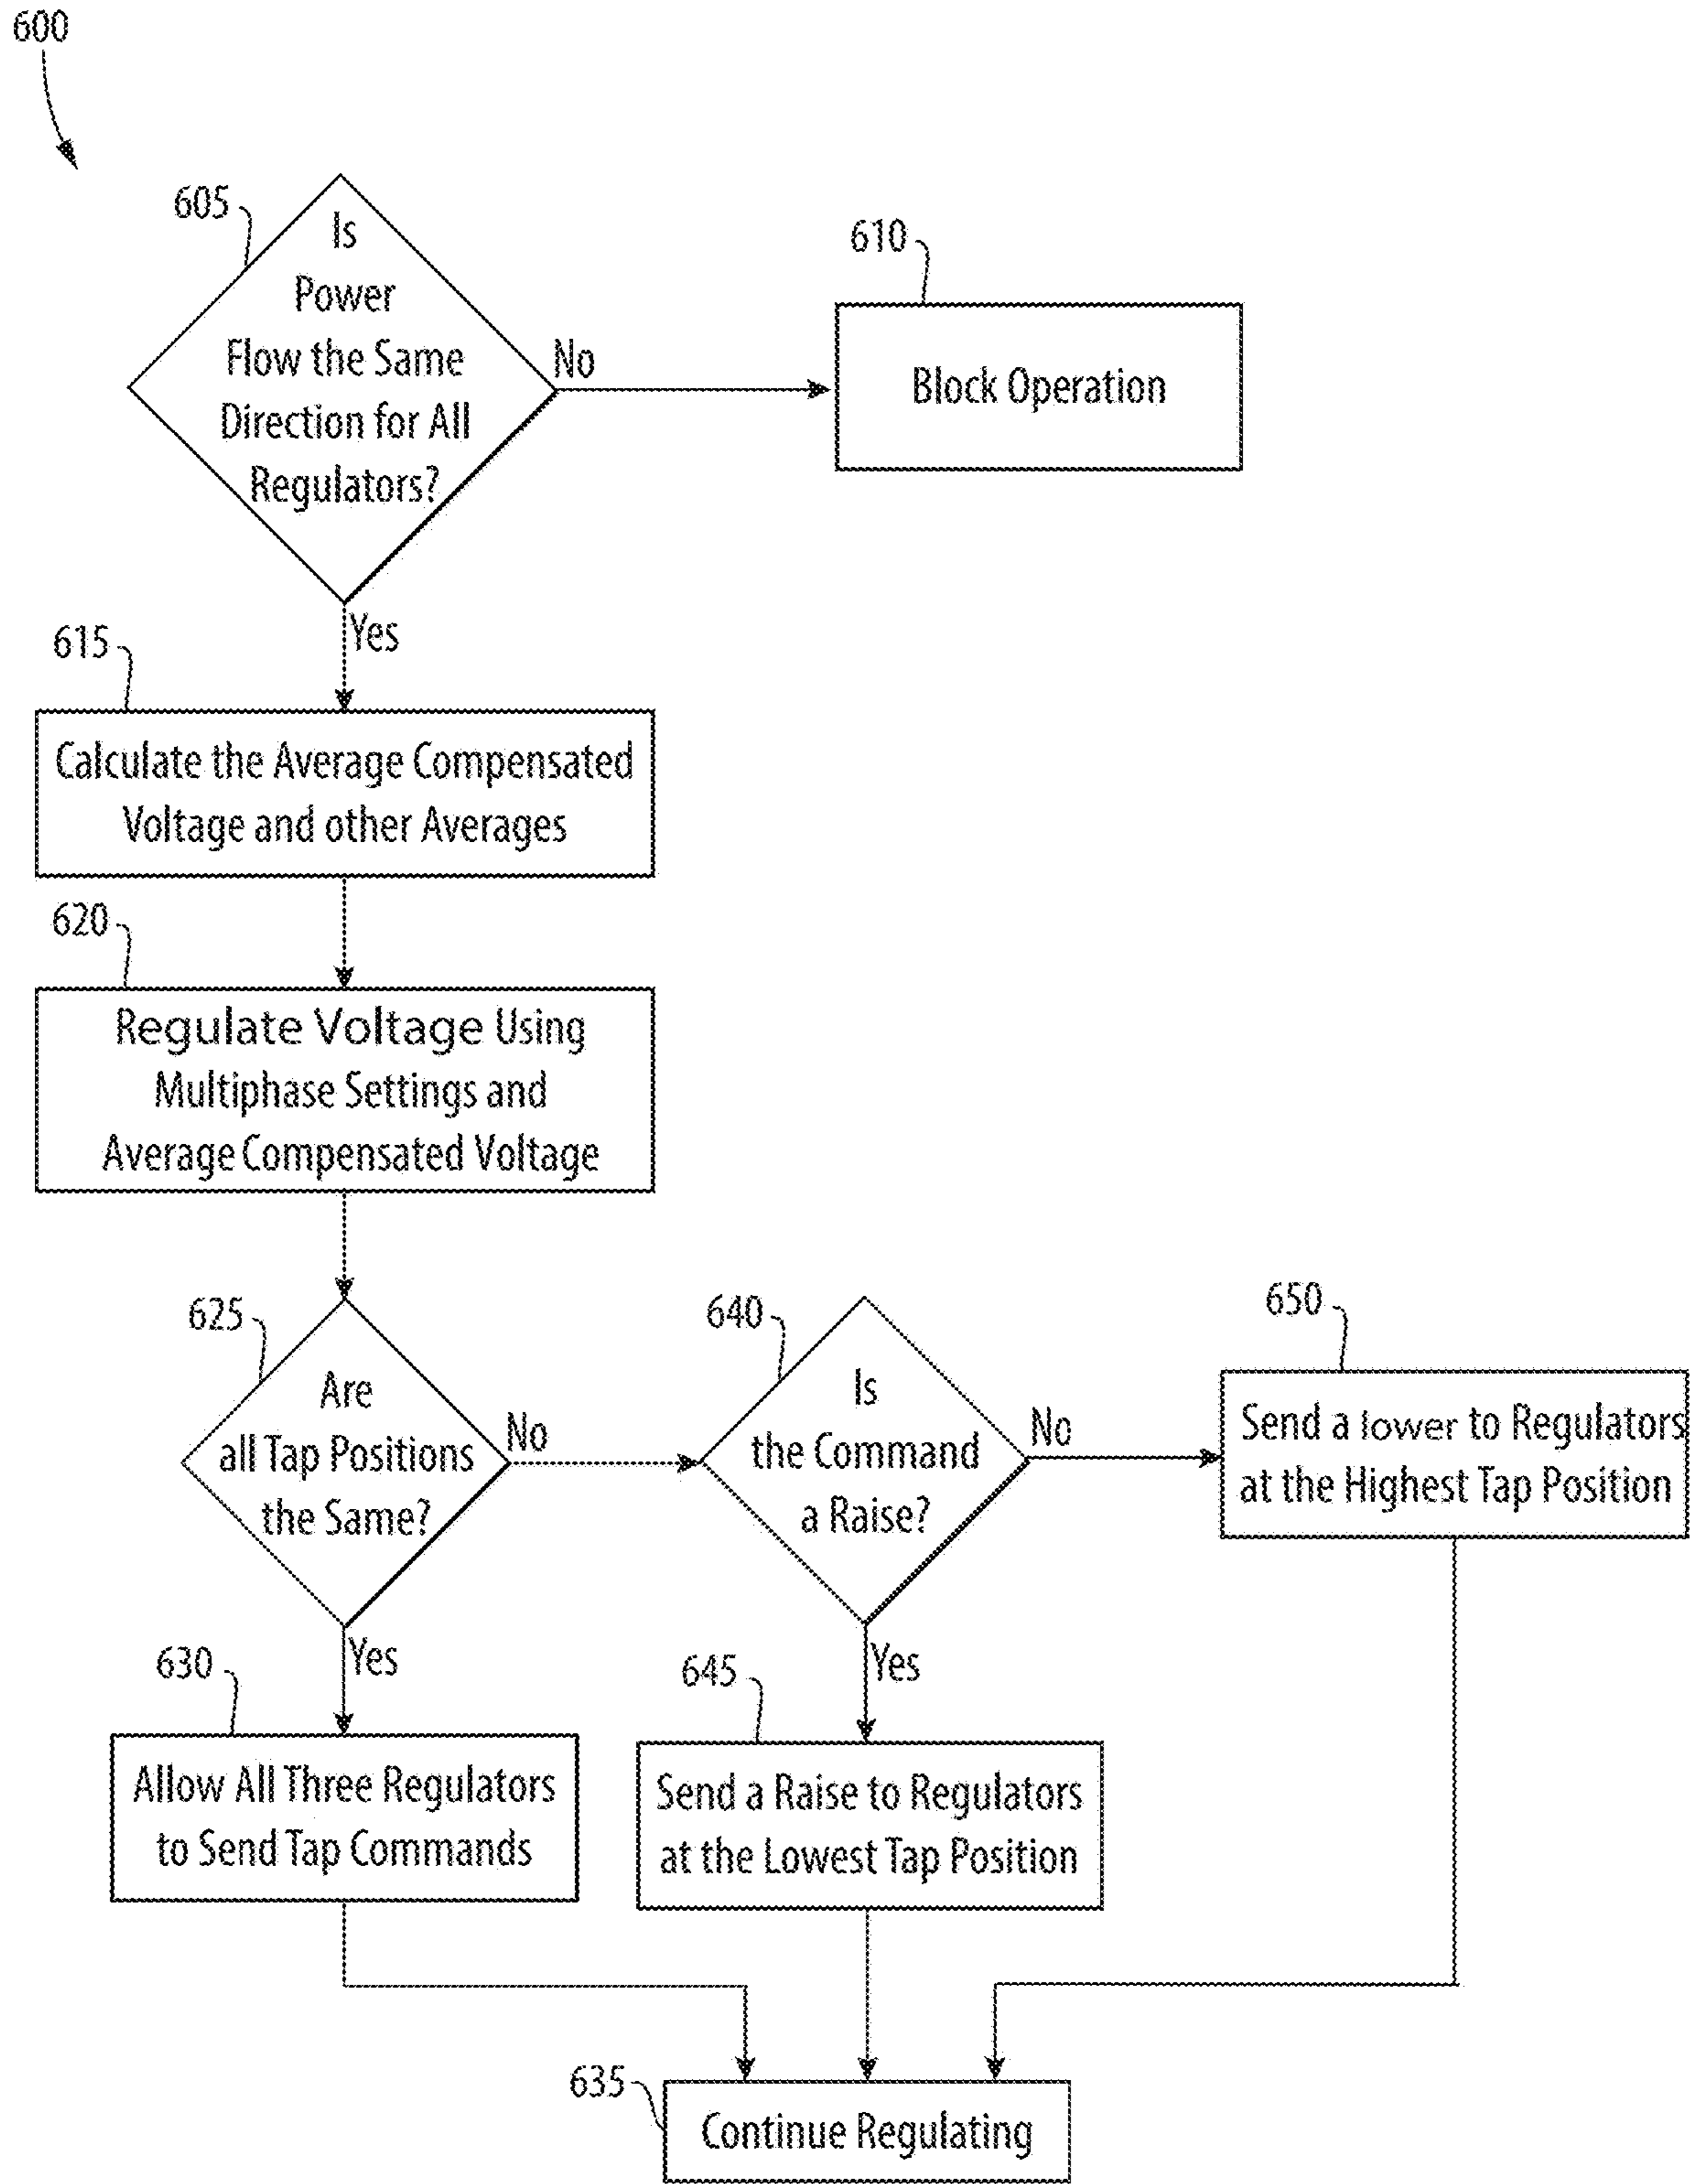 600
605
Is
Power
Flow the Same
Direction for All
Regulators?
No
610
Block Operation
Yes
615
Calculate the Average Compensated
Voltage and other Averages
620
Regulate Voltage Using
Multiphase Settings and
Average Compensated Voltage
625
Are
all Tap Positions
the Same?
No
640
Is
the Command
a Raise?
No
650
Send a lower to Regulators
at the Highest Tap Position
Yes
630
Allow All Three Regulators
to Send Tap Commands
Yes
645
Send a Raise to Regulators
at the Lowest Tap Position
635
Continue Regulating